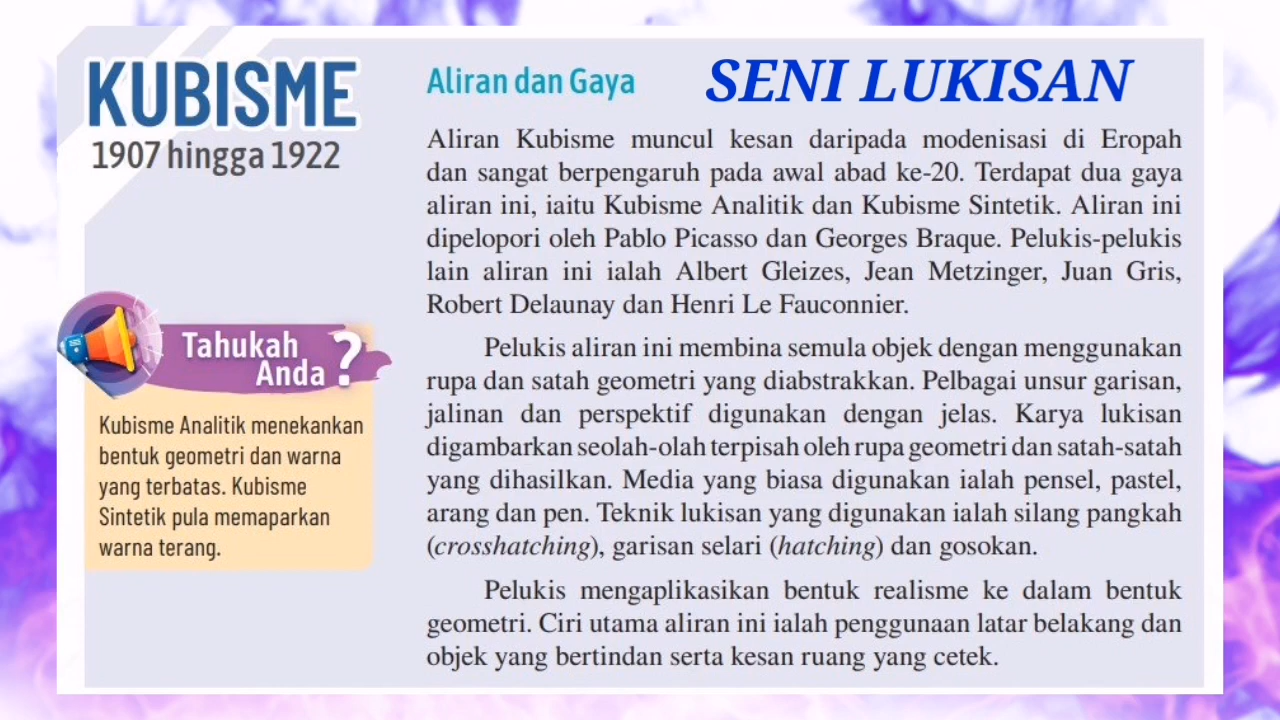 KUBISME
1907 hingga 1922
Aliran dan Gaya
SENI LUKISAN
Aliran Kubisme muncul kesan daripada modenisasi di Eropah
dan sangat berpengaruh pada awal abad ke-20. Terdapat dua gaya
aliran ini, iaitu Kubisme Analitik dan Kubisme Sintetik. Aliran ini
dipelopori oleh Pablo Picasso dan Georges Braque. Pelukis-pelukis
lain aliran ini ialah Albert Gleizes, Jean Metzinger, Juan Gris,
Robert Delaunay dan Henri Le Fauconnier.
Pelukis aliran ini membina semula objek dengan menggunakan
rupa dan satah geometri yang diabstrakkan. Pelbagai unsur garisan,
jalinan dan perspektif digunakan dengan jelas. Karya lukisan
digambarkan seolah-olah terpisah oleh rupa geometri dan satah-satah
yang dihasilkan. Media yang biasa digunakan ialah pensel, pastel,
arang dan pen. Teknik lukisan yang digunakan ialah silang pangkah
(crosshatching), garisan selari (hatching) dan gosokan.
Pelukis mengaplikasikan bentuk realisme ke dalam bentuk
geometri. Ciri utama aliran ini ialah penggunaan latar belakang dan
objek yang bertindan serta kesan ruang yang cetek.
Tahukah
Anda ?
Kubisme Analitik menekankan
bentuk geometri dan warna
yang terbatas. Kubisme
Sintetik pula memaparkan
warna terang.